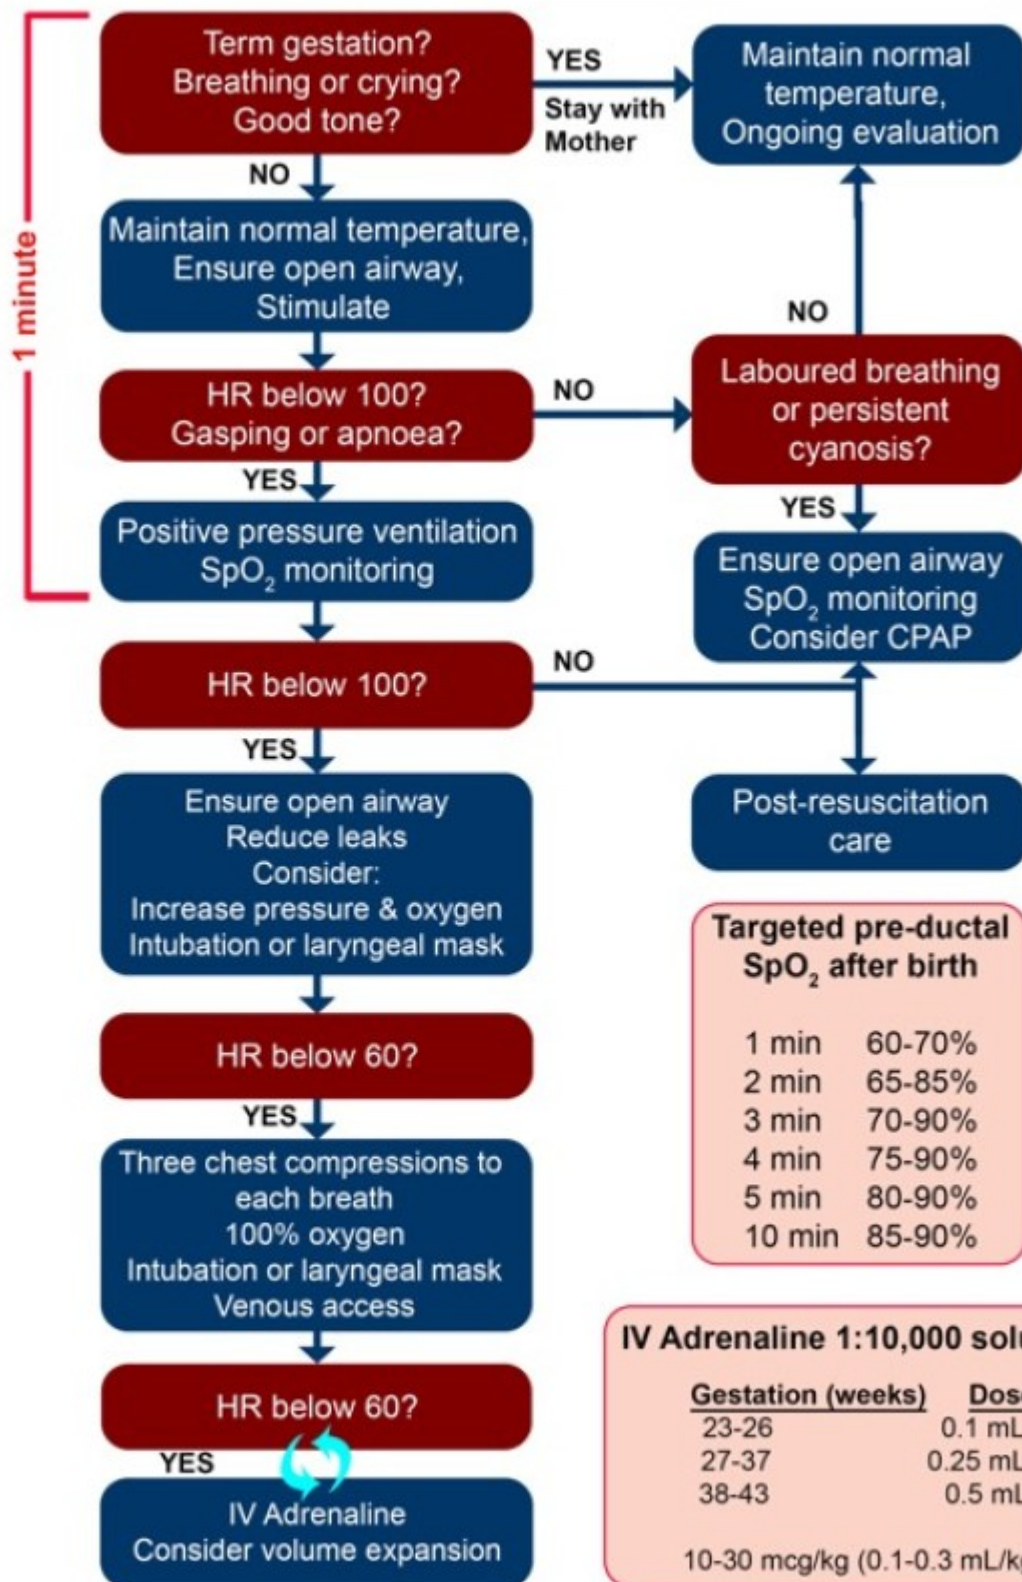 1 minute
Term gestation?
Breathing or crying?
Good tone?
YES
Stay with
Mother
Maintain normal
temperature,
Ongoing evaluation
NO
Maintain normal temperature,
Ensure open airway,
Stimulate
HR below 100?
Gasping or apnoea?
NO
Laboured breathing
or persistent
cyanosis?
NO
YES
Positive pressure ventilation
SpO₂ monitoring
YES
Ensure open airway
SpO₂ monitoring
Consider CPAP
HR below 100?
NO
YES
Ensure open airway
Reduce leaks
Consider:
Increase pressure & oxygen
Intubation or laryngeal mask
Post-resuscitation
care
HR below 60?
YES
Three chest compressions to
each breath
100% oxygen
Intubation or laryngeal mask
Venous access
HR below 60?
YES
IV Adrenaline
Consider volume expansion
Targeted pre-ductal
SpO₂ after birth
1 min 60-70%
2 min 65-85%
3 min 70-90%
4 min 75-90%
5 min 80-90%
10 min 85-90%
IV Adrenaline 1:10,000
Gestation (weeks)
23-26 0.1 mL
27-37 0.25 mL
38-43 0.5 mL
10-30 mcg/kg (0.1-0.3 mL/kg